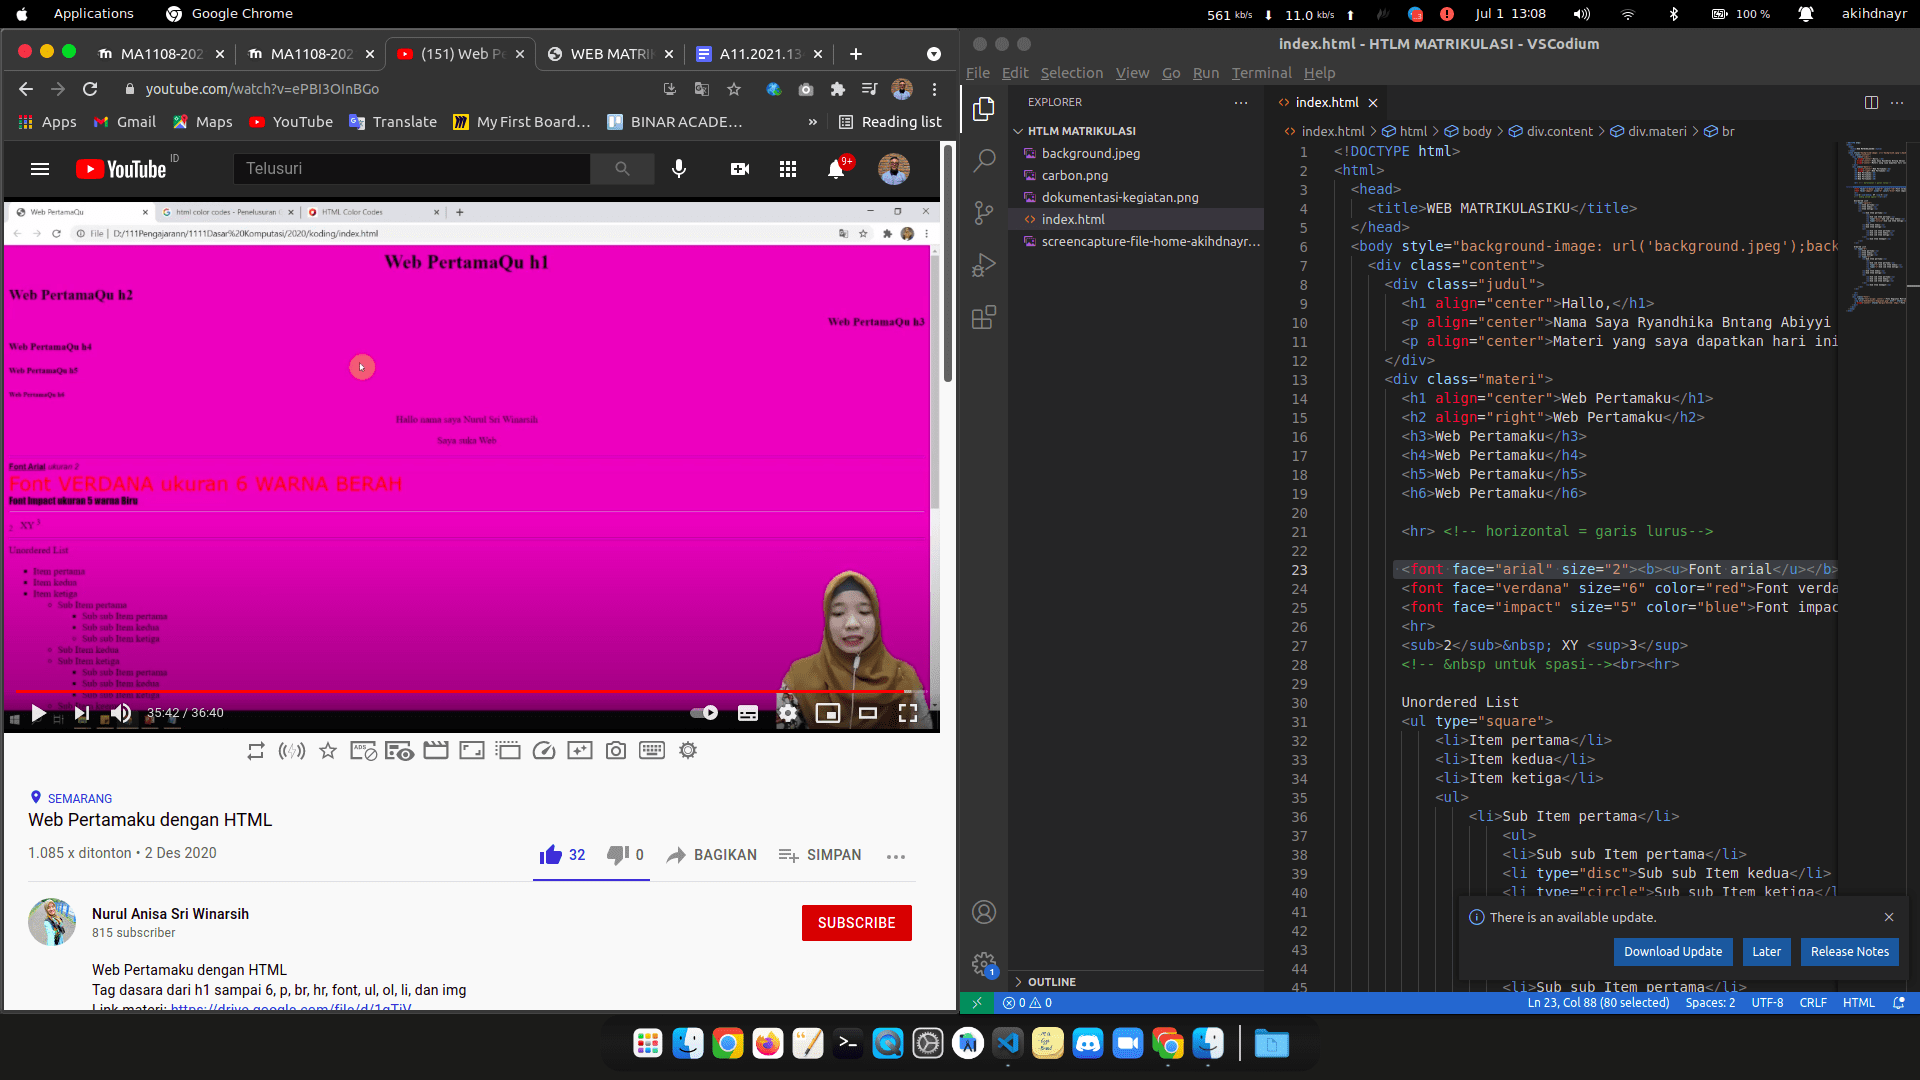 Applications
Google Chrome
561 kb/s
11.0 kb/s
Jul 1 13:08
100 %
akihdnayr
MA1108-202
MA1108-202
(151) Web Pe
WEB MATRIK
A11.2021.13
youtube.com/watch?v=ePBI3OInBGo
Apps
Gmail
Maps
YouTube
Translate
My First Board...
BINAR ACADE...
»
Reading list
YouTube ID
Telusuri
9+
Web PertamaQu
html color codes - Penelusuran
HTML Color Codes
File | D:/111Pengajarann/1111Dasar%20Komputasi/2020/koding/index.html
Web PertamaQu h1
Web PertamaQu h2
Web PertamaQu h3
Web PertamaQu h4
Web PertamaQu h5
Web PertamaQu h6
Hallo nama saya Nurul Sri Winarsih
Saya suka Web
Font Arial ukuran 2
Font VERDANA ukuran 6 WARNA BERAH
Font Impact ukuran 5 warna Biru
2 XY 3
Unordered List
Item pertama
Item kedua
Item ketiga
Sub Item pertama
Sub sub Item pertama
Sub sub Item kedua
Sub sub Item ketiga
Sub Item kedua
Sub Item ketiga
Sub sub Item pertama
Sub sub Item kedua
Sub sub Item ketiga
35:42 / 36:40
SEMARANG
Web Pertamaku dengan HTML
1.085 x ditonton • 2 Des 2020
32
0
BAGIKAN
SIMPAN
Nurul Anisa Sri Winarsih
815 subscriber
SUBSCRIBE
Web Pertamaku dengan HTML
Tag dasara dari h1 sampai 6, p, br, hr, font, ul, ol, li, dan img
Link materi: https://drive.google.com/file/d/1gTiV
index.html - HTLM MATRIKULASI - VSCodium
File Edit Selection View Go Run Terminal Help
EXPLORER
HTLM MATRIKULASI
background.jpeg
carbon.png
dokumentasi-kegiatan.png
index.html
screencapture-file-home-akihdnayr...
OUTLINE
index.html
index.html > html > body > div.content > div.materi > br
1 <!DOCTYPE html>
2 <html>
3 <head>
4 <title>WEB MATRIKULASIKU</title>
5 </head>
6 <body style="background-image: url('background.jpeg');back
7 <div class="content">
8 <div class="judul">
9 <h1 align="center">Hallo,</h1>
10 <p align="center">Nama Saya Ryandhika Bntang Abiyyi
11 <p align="center">Materi yang saya dapatkan hari ini
12 </div>
13 <div class="materi">
14 <h1 align="center">Web Pertamaku</h1>
15 <h2 align="right">Web Pertamaku</h2>
16 <h3>Web Pertamaku</h3>
17 <h4>Web Pertamaku</h4>
18 <h5>Web Pertamaku</h5>
19 <h6>Web Pertamaku</h6>
20
21 <hr> <!-- horizontal = garis lurus-->
22
23 <font face="arial" size="2"><b><u>Font arial</u></b>
24 <font face="verdana" size="6" color="red">Font verda
25 <font face="impact" size="5" color="blue">Font impac
26 <hr>
27 <sub>2</sub>&nbsp; XY <sup>3</sup>
28 <!-- &nbsp untuk spasi--><br><hr>
29
30 Unordered List
31 <ul type="square">
32 <li>Item pertama</li>
33 <li>Item kedua</li>
34 <li>Item ketiga</li>
35 <ul>
36 <li>Sub Item pertama</li>
37 <ul>
38 <li>Sub sub Item pertama</li>
39 <li type="disc">Sub sub Item kedua</li>
40 <li type="circle">Sub sub Item ketiga</l
41
42
43
44
45 <li>Sub sub Item pertama</li>
There is an available update.
Download Update
Later
Release Notes
1
0 0
Ln 23, Col 88 (80 selected)
Spaces: 2
UTF-8
CRLF
HTML